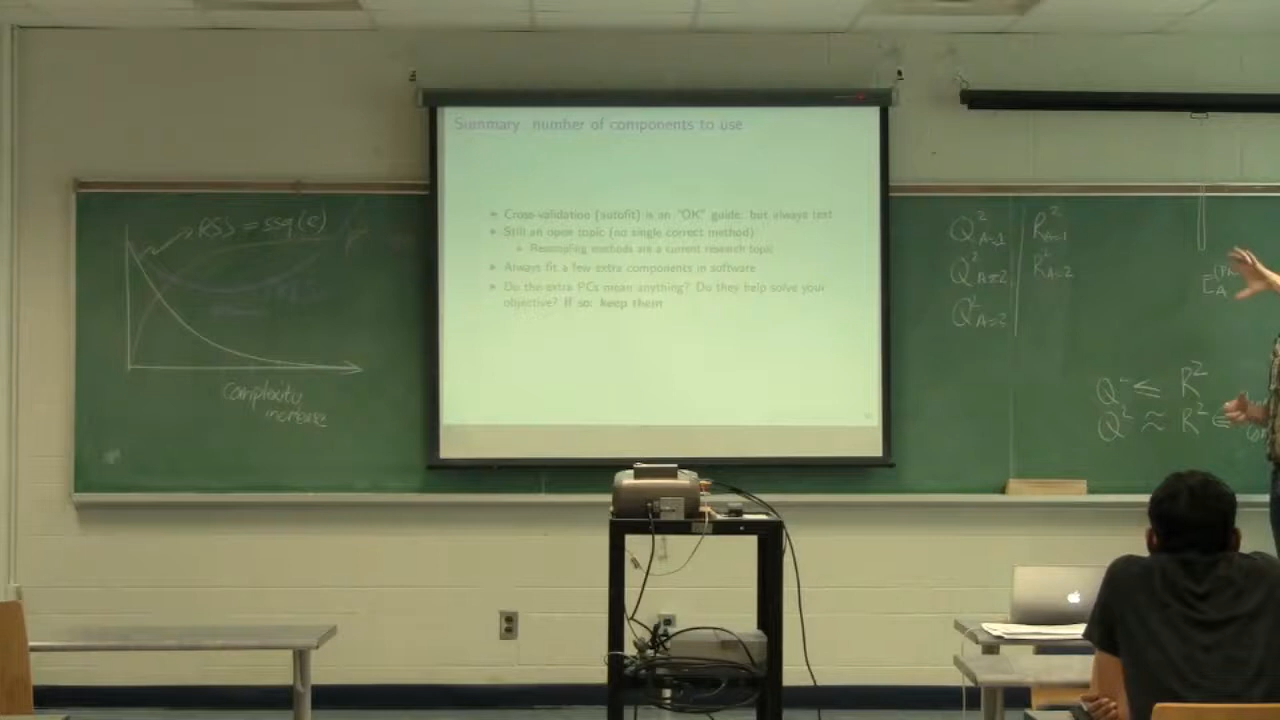 Summary: number of components to use
▶ Cross-validation (autofit) is an "OK" guide; but always test
▶ Still an open topic (no single correct method)
▶ Resampling methods are a current research topic
▶ Always fit a few extra components in software
▶ Do the extra PCs mean anything? Do they help solve your
objective? If so: keep them
RSS = ssq(e)
complexity
increase
Q²A=1 R²A=1
Q²A=2 R²A=2
Q²A=3
Q² ≤ R²
Q² ≈ R²